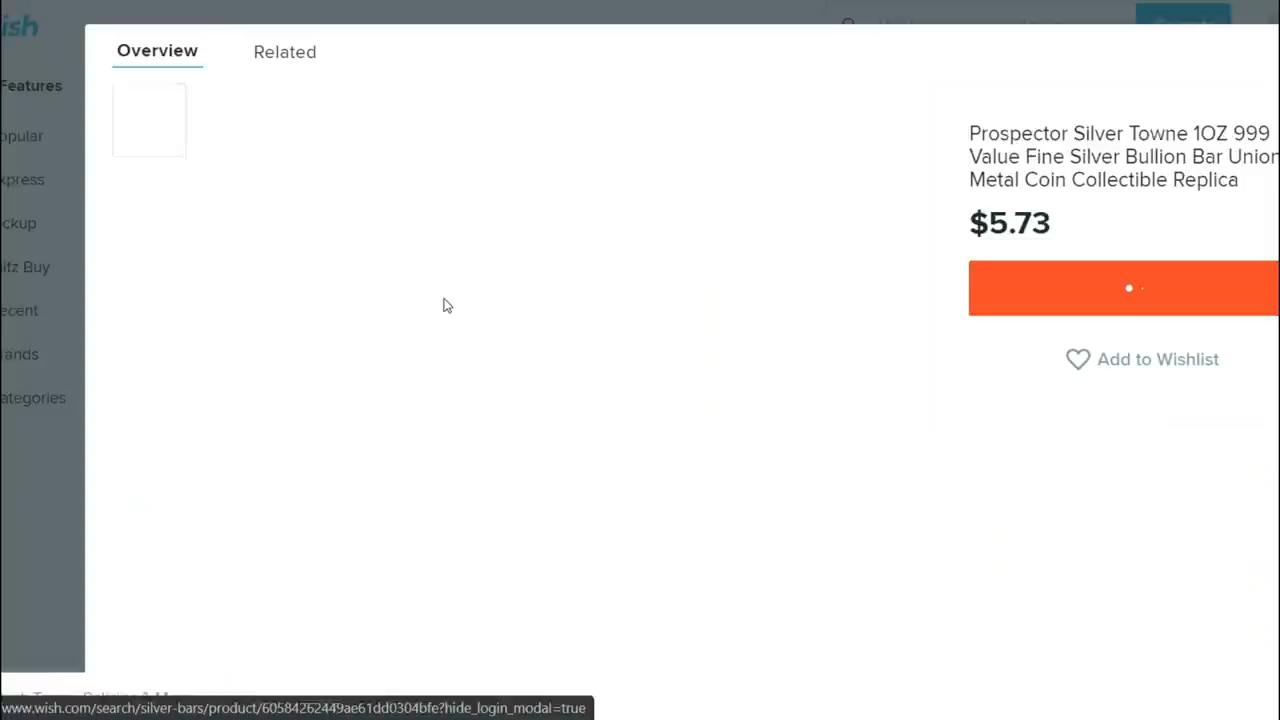 ish
Overview
Related
Features
opular
xpress
ckup
litz Buy
ecent
ands
ategories
Prospector Silver Towne 1OZ 999
Value Fine Silver Bullion Bar Union
Metal Coin Collectible Replica
$5.73
Add to Wishlist
www.wish.com/search/silver-bars/product/60584262449ae61dd0304bfe?hide_login_modal=true